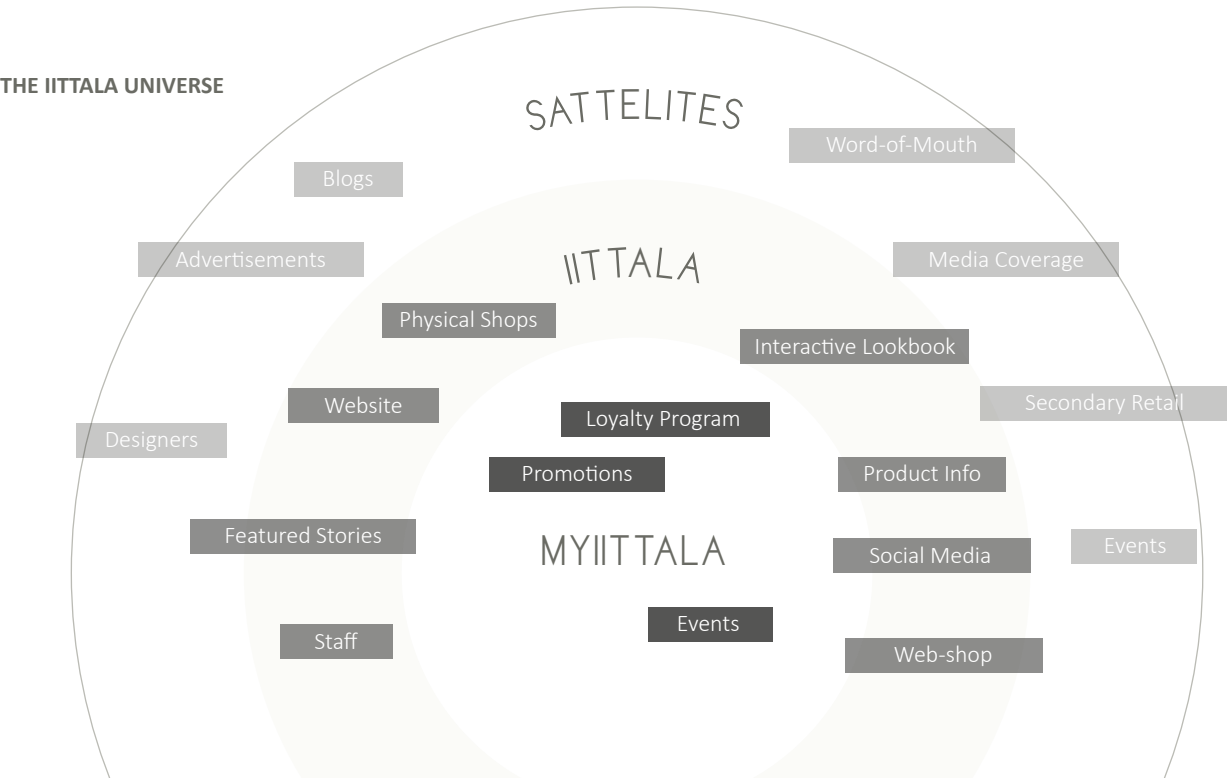 THE IITTALA UNIVERSE
SATTELITES
Word-of-Mouth
Blogs
Advertisements
Media Coverage
IITTALA
Physical Shops
Interactive Lookbook
Website
Secondary Retail
Loyalty Program
Designers
Promotions
Product Info
Featured Stories
MYIITTALA
Social Media
Events
Events
Staff
Web-shop